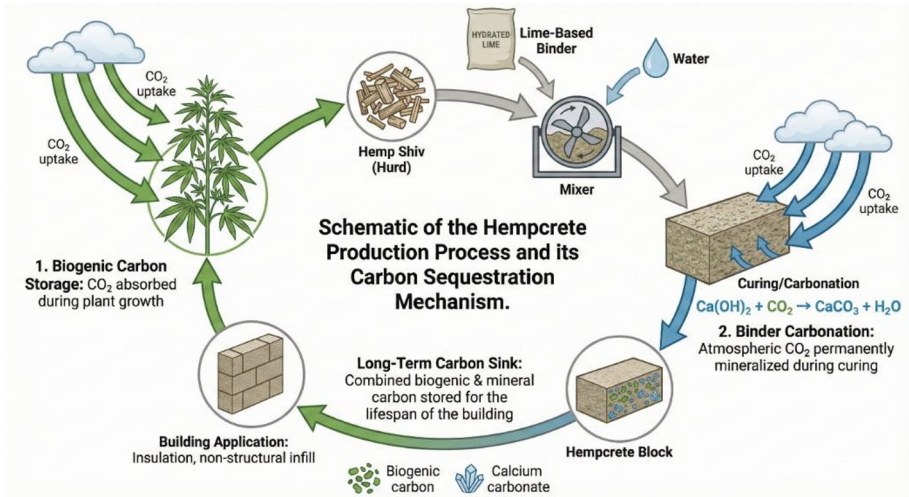 HYDRATED
LIME
Lime-Based
Binder
Water
CO₂
uptake
CO₂
uptake
Hemp Shiv
(Hurd)
Mixer
CO₂
uptake
CO₂
uptake
Schematic of the Hempcrete
Production Process and its
Carbon Sequestration
Mechanism.
1. Biogenic Carbon
Storage: CO₂ absorbed
during plant growth
Curing/Carbonation
Ca(OH)₂ + CO₂ → CaCO₃ + H₂O
2. Binder Carbonation:
Atmospheric CO₂ permanently
mineralized during curing
Long-Term Carbon Sink:
Combined biogenic & mineral
carbon stored for the
lifespan of the building
Building Application:
Insulation, non-structural infill
Hempcrete Block
Biogenic
carbon
Calcium
carbonate